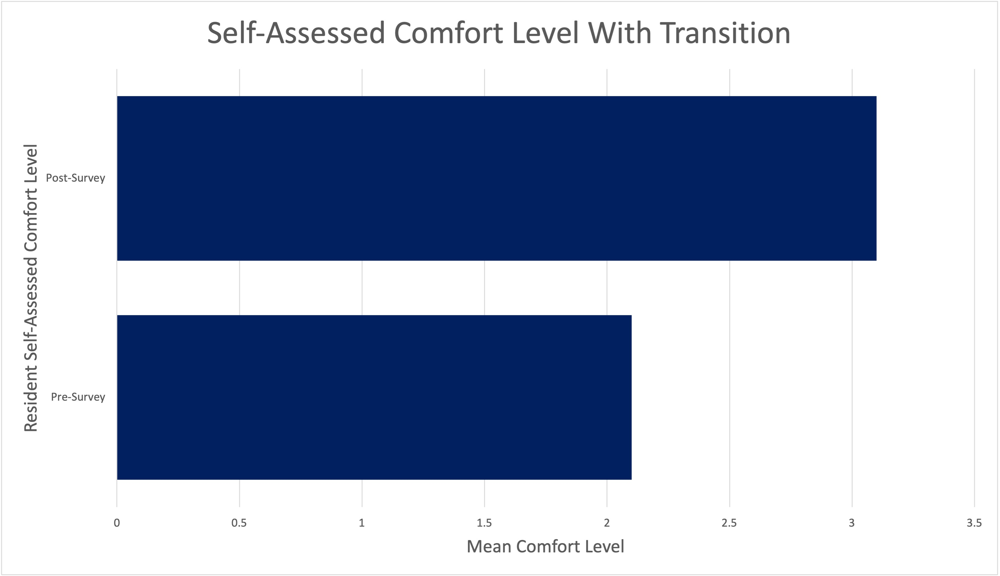 Self-Assessed Comfort Level With Transition
Resident Self-Assessed Comfort Level
Post-Survey
Pre-Survey
0 0.5 1 1.5 2 2.5 3 3.5
Mean Comfort Level